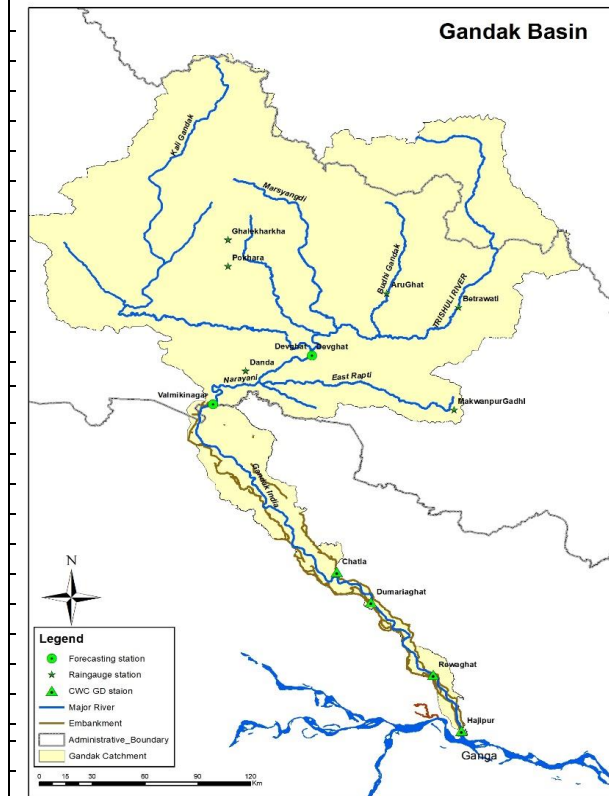 Gandak Basin
Kali Gandak
Marsyangdi
Ghalekharkha
Pokhara
Budhi Gandak
AruGhat
TRISHULI RIVER
Betrawati
Devghat Devghat
Danda
Narayani
East Rapti
Valmikinagar
MakwanpurGadhI
Gandak India
Chatia
Dumariaghat
Rewaghat
Hajipur
Ganga
N
Legend
Forecasting station
Raingauge station
CWC GD staion
Major River
Embankment
Administrative_Boundary
Gandak Catchment
0 15 30 60 90 120
Km